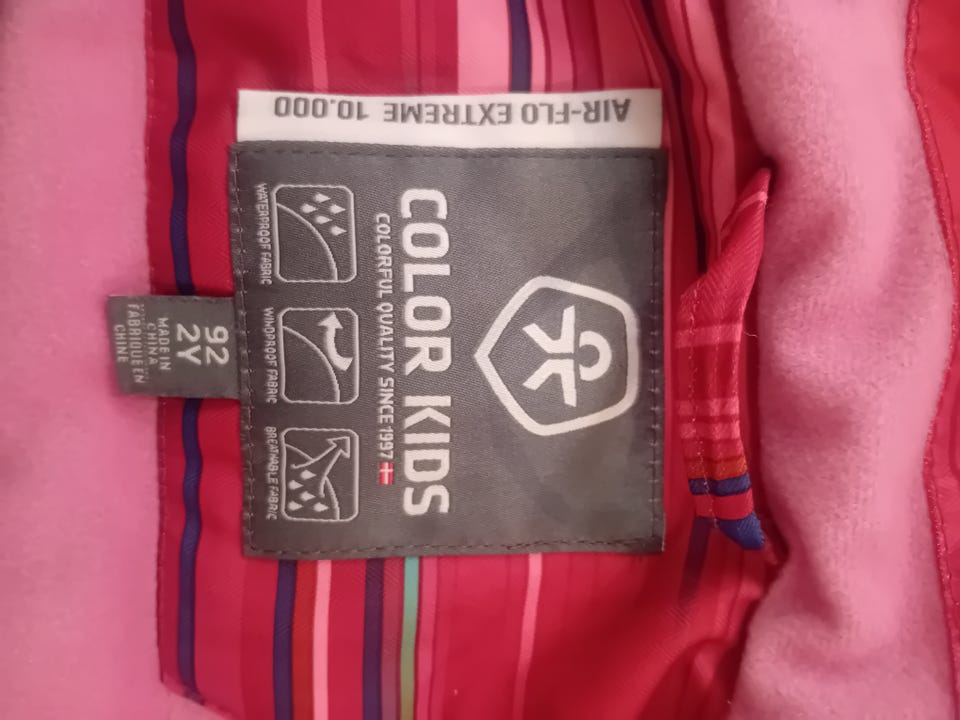 AIR-FLO EXTREME 10.000
COLOR KIDS
COLORFUL QUALITY SINCE 1997
WATERPROOF FABRIC
WINDPROOF FABRIC
BREATHABLE FABRIC
92
2Y
MADE IN
CHINA
FABRIQUE EN
CHINE